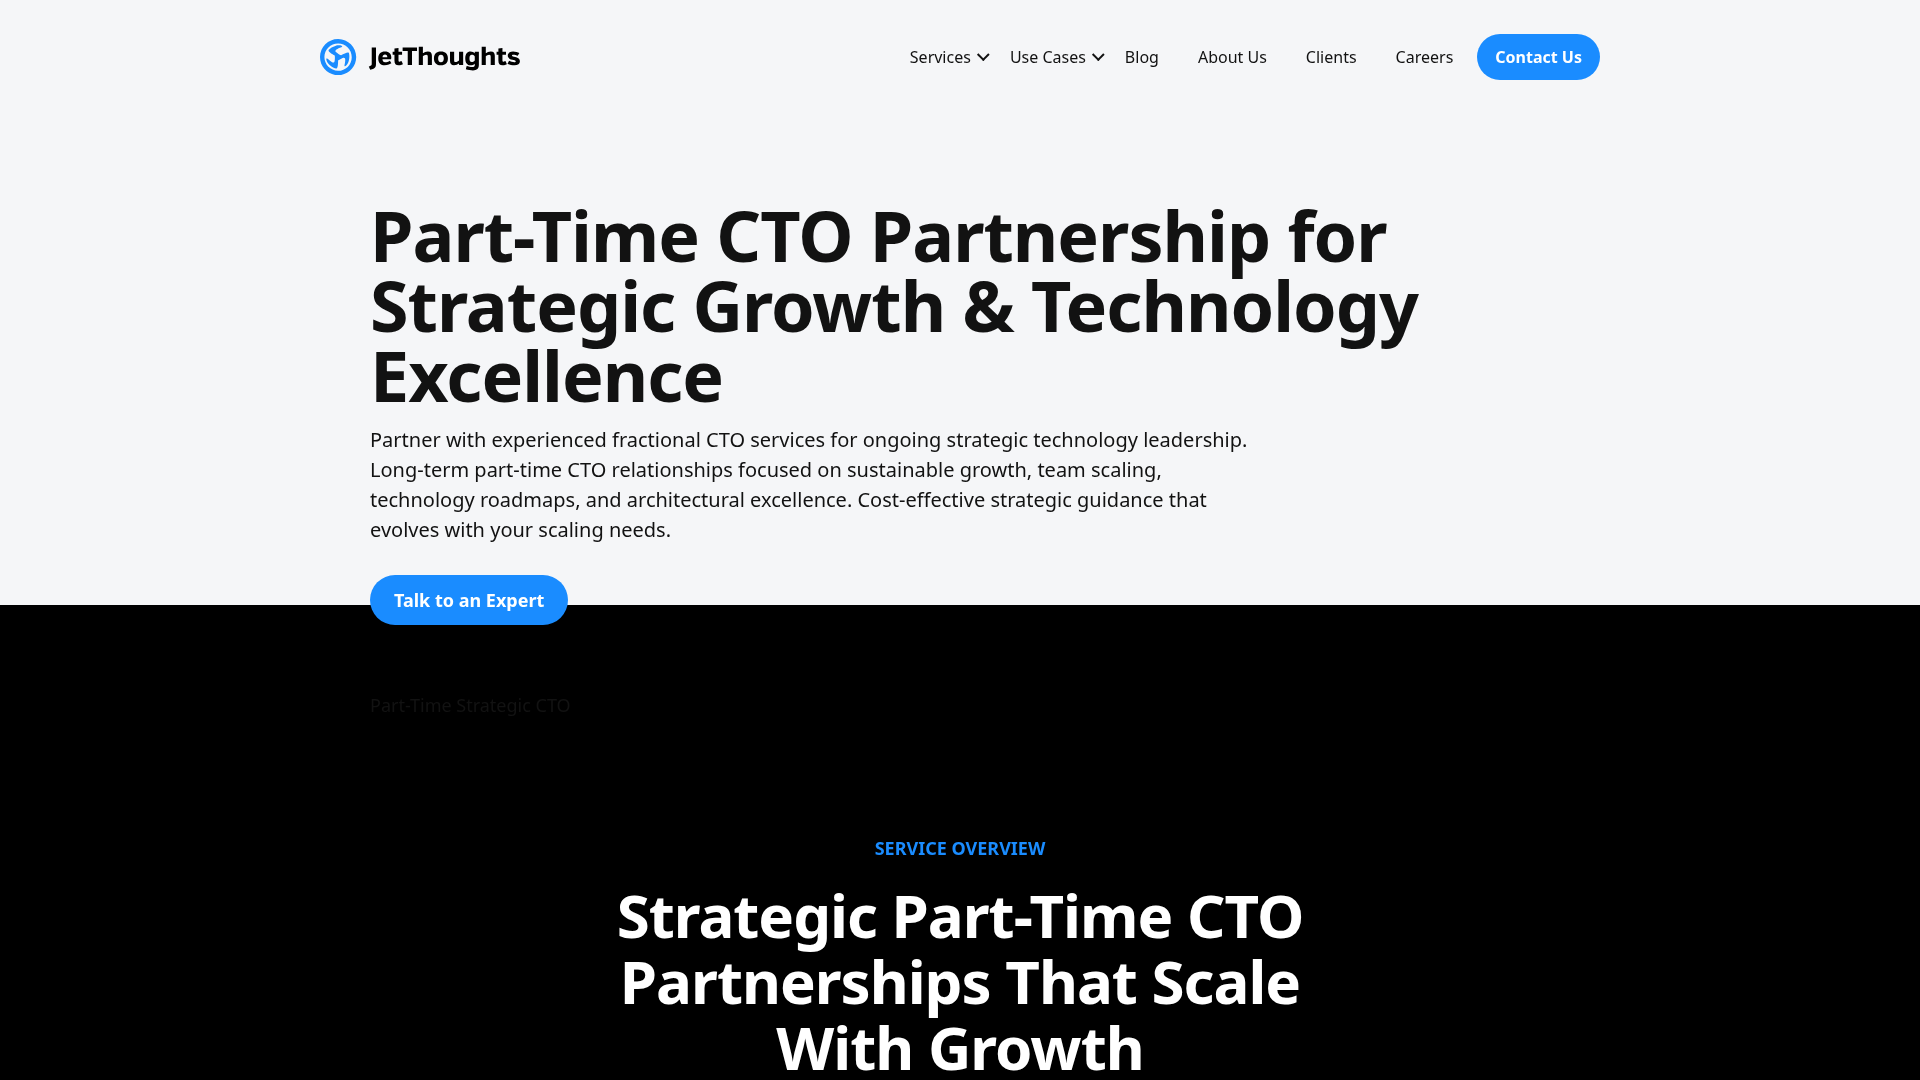 JetThoughts
Services
Use Cases
Blog
About Us
Clients
Careers
Contact Us
Part-Time CTO Partnership for
Strategic Growth & Technology
Excellence
Partner with experienced fractional CTO services for ongoing strategic technology leadership.
Long-term part-time CTO relationships focused on sustainable growth, team scaling,
technology roadmaps, and architectural excellence. Cost-effective strategic guidance that
evolves with your scaling needs.
Talk to an Expert
Part-Time Strategic CTO
SERVICE OVERVIEW
Strategic Part-Time CTO
Partnerships That Scale
With Growth